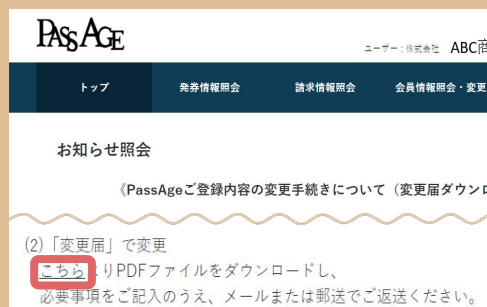 PASSAGE
ユーザー：株式会社 ABC商
トップ 発券情報照会 請求情報照会 会員情報照会・変更
お知らせ照会
《PassAgeご登録内容の変更手続きについて（変更届ダウンロ
(2)「変更届」で変更
こちらよりPDFファイルをダウンロードし、
必要事項をご記入のうえ、メールまたは郵送でご返送ください。